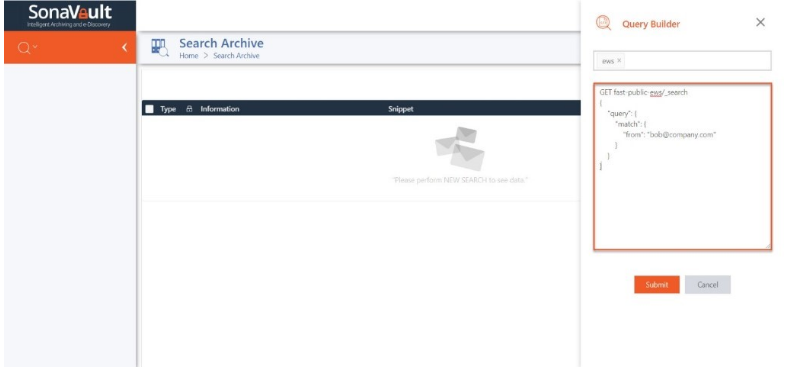 SonaVault
Intelligent Archiving and e-Discovery
Search Archive
Home > Search Archive
Type Information Snippet
"Please perform NEW SEARCH to see data."
Query Builder
ews ×
GET fast-public-ews/_search
{
"query": {
"match": {
"from": "bob@company.com"
}
}
}
Submit Cancel